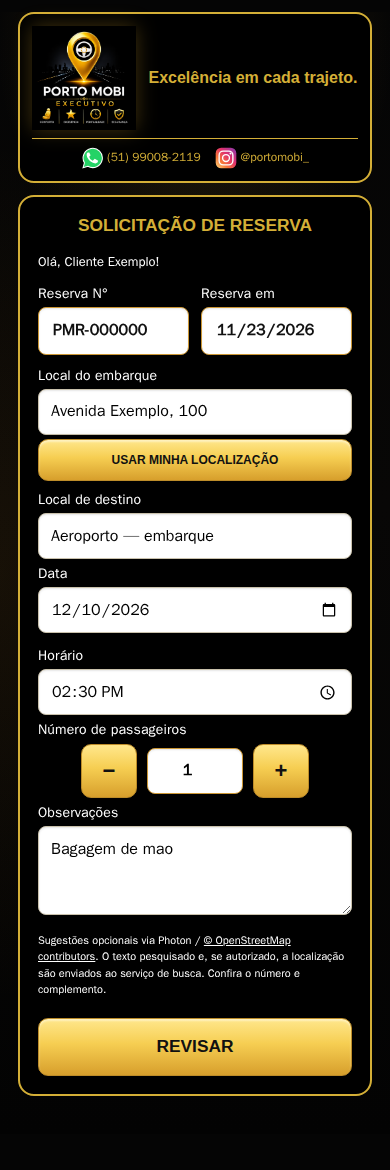 PORTO MOBI
EXECUTIVO
Excelência em cada trajeto.
(51) 99008-2119 @portomobi_
SOLICITAÇÃO DE RESERVA
Olá, Cliente Exemplo!
Reserva Nº Reserva em
PMR-000000 11/23/2026
Local do embarque
Avenida Exemplo, 100
USAR MINHA LOCALIZAÇÃO
Local de destino
Aeroporto — embarque
Data
12/10/2026
Horário
02:30 PM
Número de passageiros
− 1 +
Observações
Bagagem de mao
Sugestões opcionais via Photon / © OpenStreetMap
contributors. O texto pesquisado e, se autorizado, a localização
são enviados ao serviço de busca. Confira o número e
complemento.
REVISAR